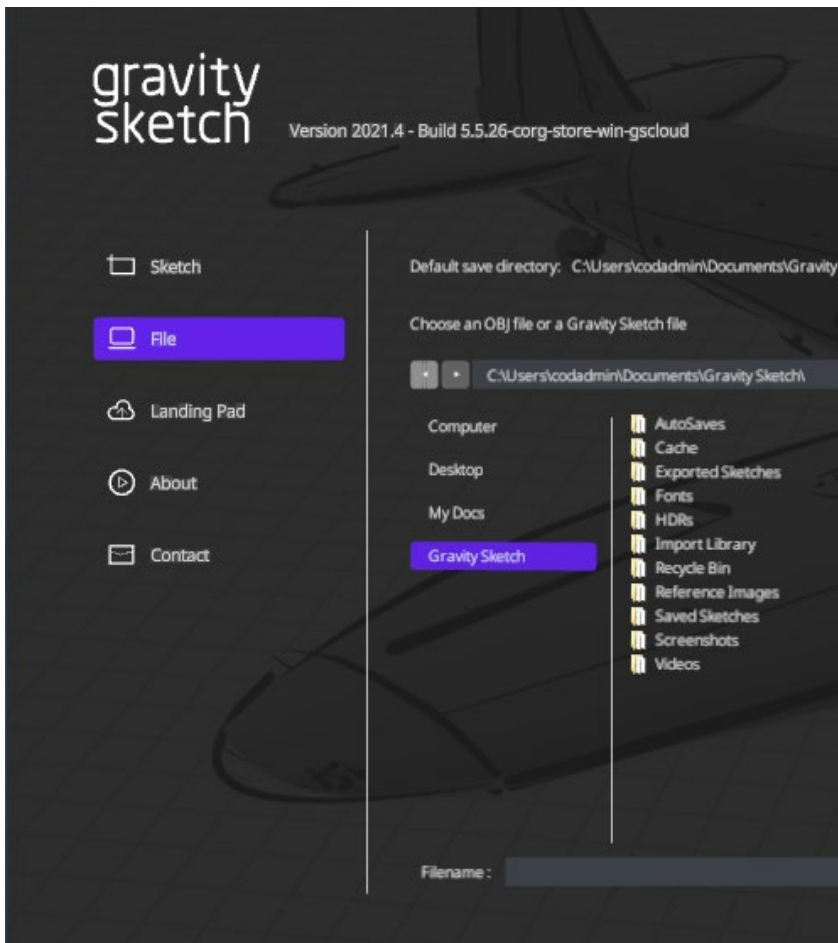 gravity
sketch
Version 2021.4 - Build 5.5.26-corg-store-win-gscloud
Sketch
File
Landing Pad
About
Contact
Default save directory: C:\Users\codadmin\Documents\Gravity
Choose an OBJ file or a Gravity Sketch file
C:\Users\codadmin\Documents\Gravity Sketch\
Computer
Desktop
My Docs
Gravity Sketch
AutoSaves
Cache
Exported Sketches
Fonts
HDRs
Import Library
Recycle Bin
Reference Images
Saved Sketches
Screenshots
Videos
Filename :